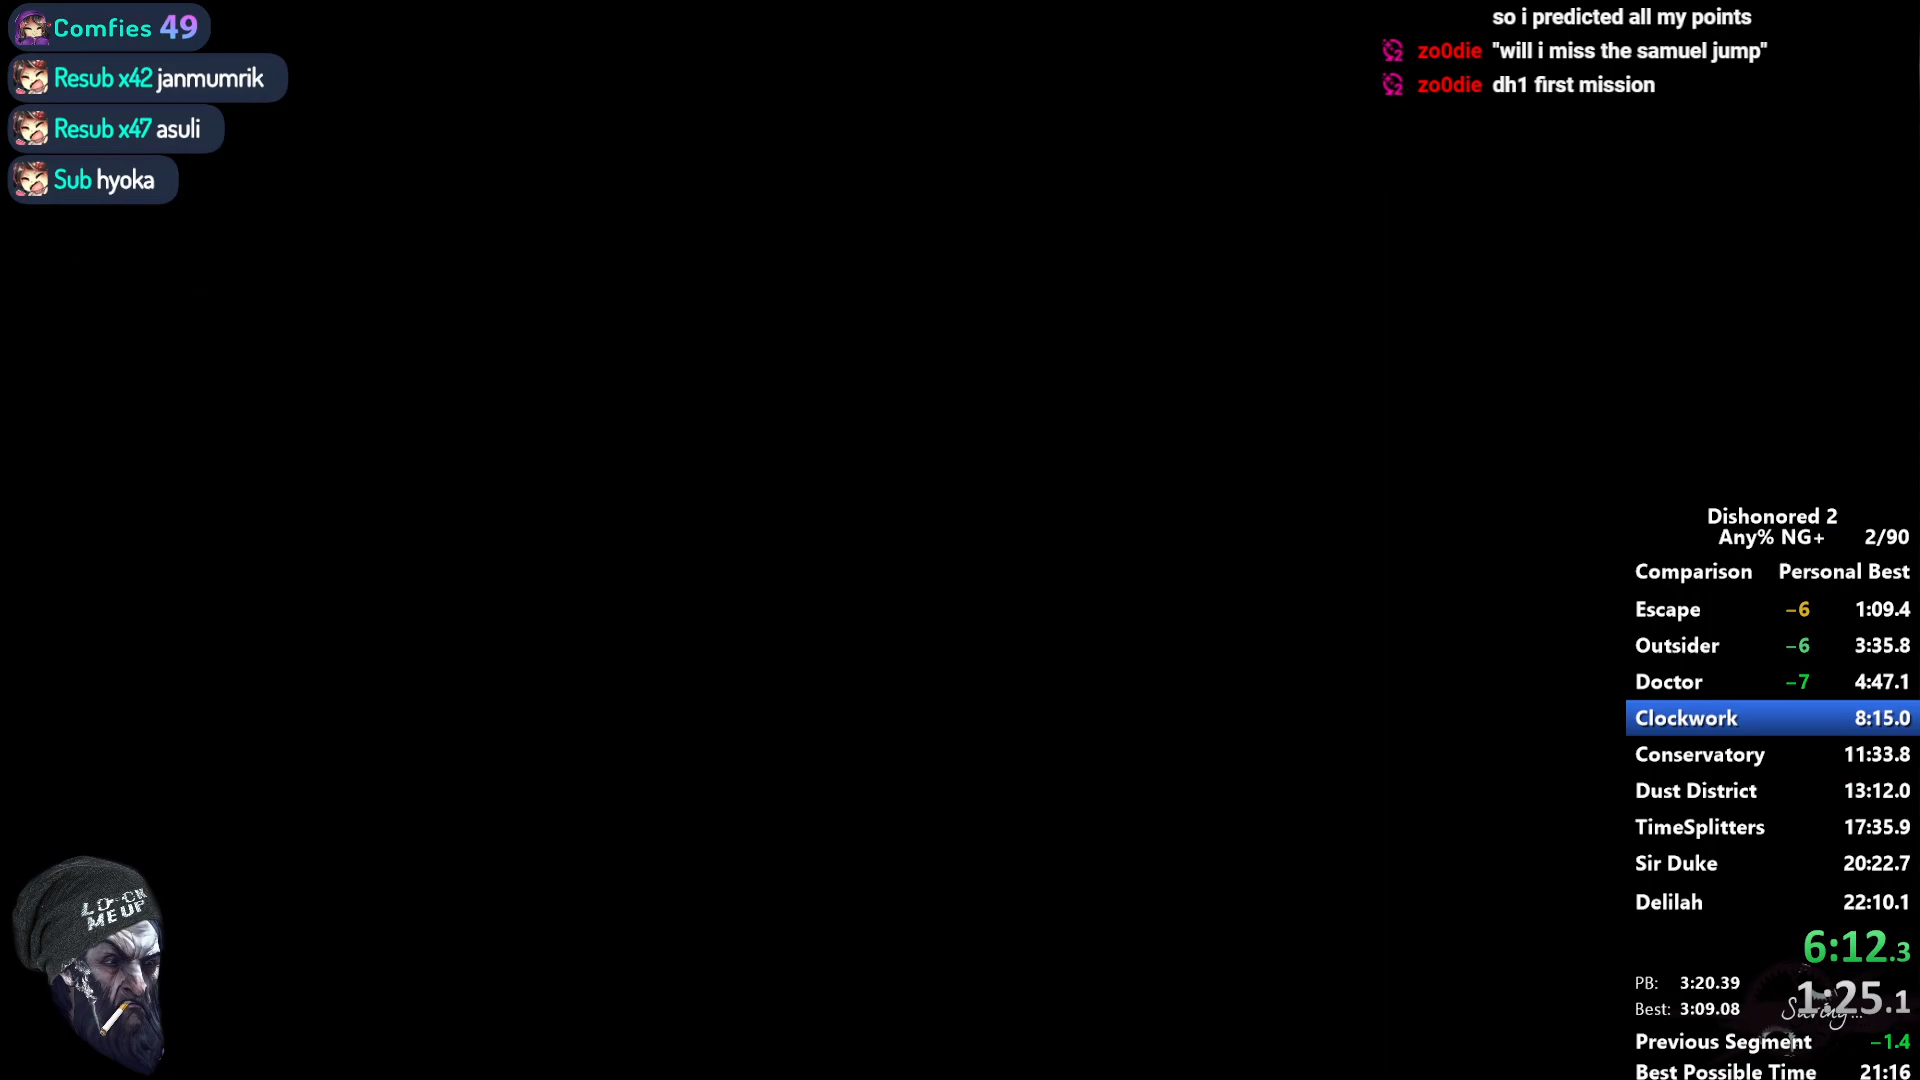 Comfies 49
Resub x42 janmumrik
Resub x47 asuli
Sub hyoka
so i predicted all my points
zo0die "will i miss the samuel jump"
zo0die dh1 first mission
Dishonored 2
Any% NG+ 2/90
Comparison Personal Best
Escape −6 1:09.4
Outsider −6 3:35.8
Doctor −7 4:47.1
Clockwork 8:15.0
Conservatory 11:33.8
Dust District 13:12.0
TimeSplitters 17:35.9
Sir Duke 20:22.7
Delilah 22:10.1
6:12.3
PB: 3:20.39
1:25.1
Best: 3:09.08
Saving...
Previous Segment −1.4
Best Possible Time 21:16
LOCK
ME UP